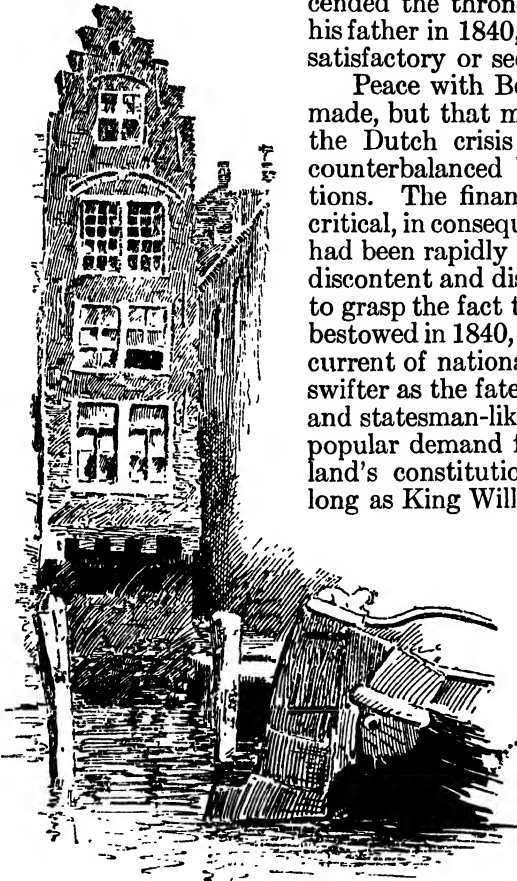 cended the thron
his father in 1840,
satisfactory or sec
Peace with Be
made, but that m
the Dutch crisis
counterbalanced
tions. The finan
critical, in consequ
had been rapidly
discontent and dis
to grasp the fact t
bestowed in 1840,
current of nationa
swifter as the fate
and statesman-lik
popular demand f
land's constitutio
long as King Will